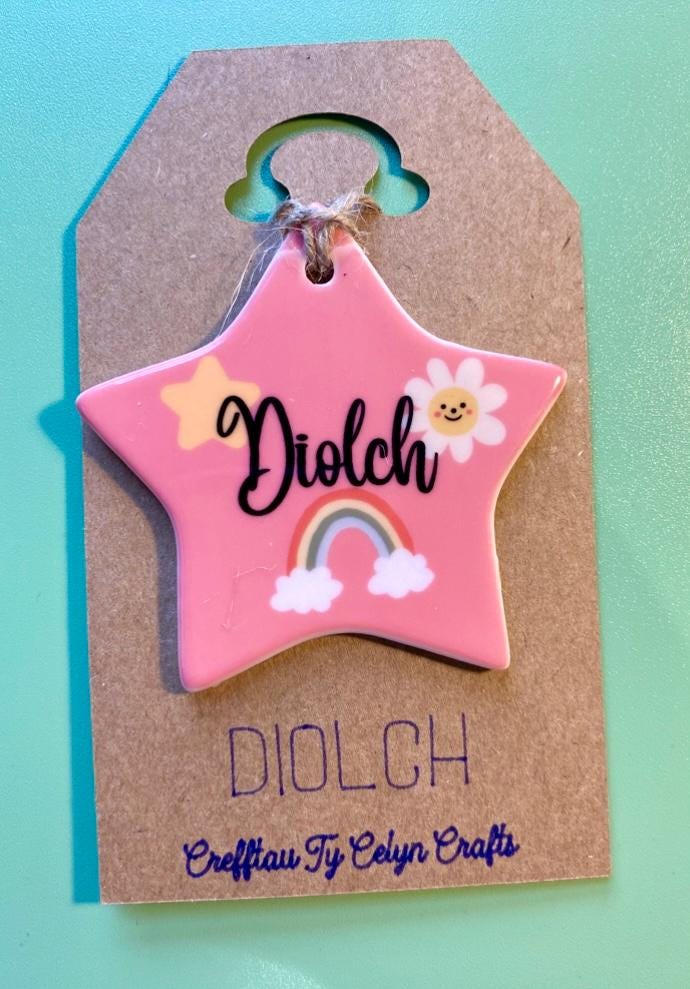 Diolch
DIOLCH
Crefftau Ty Celyn Crafts